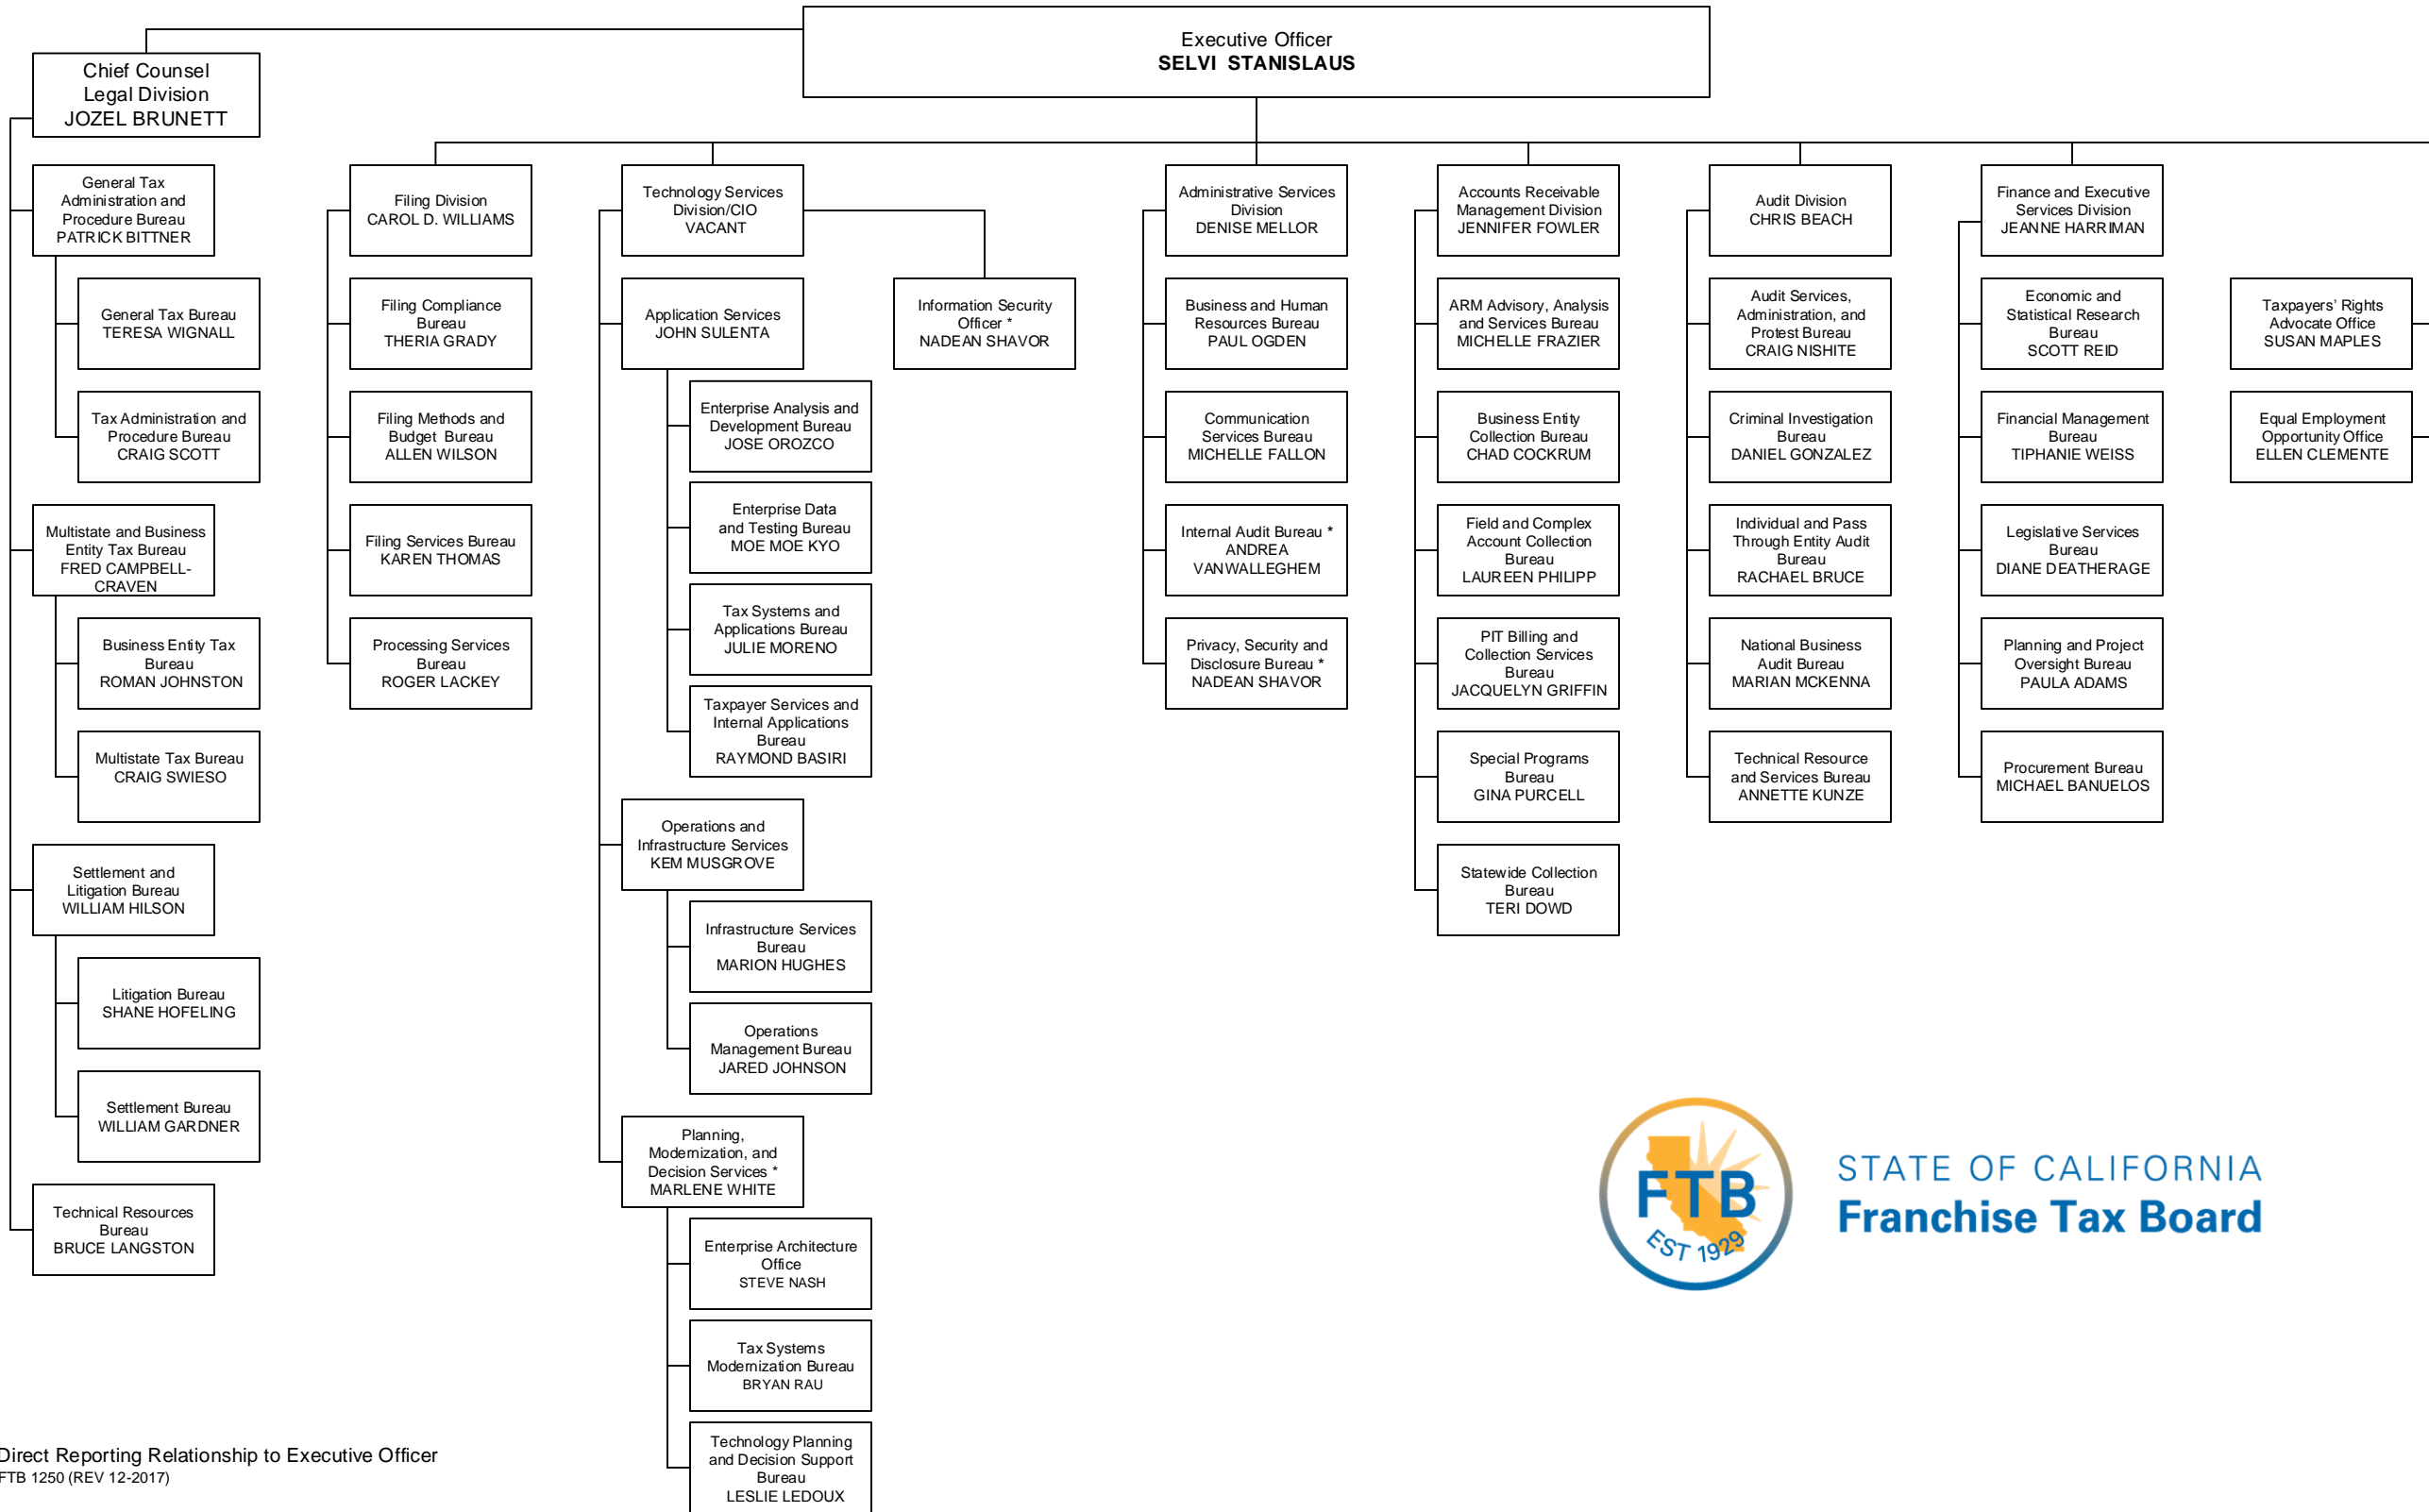 Executive Officer
SELVI STANISLAUS
Chief Counsel
Legal Division
JOZEL BRUNETT
General Tax
Administration and
Procedure Bureau
PATRICK BITTNER
General Tax Bureau
TERESA WIGNALL
Tax Administration and
Procedure Bureau
CRAIG SCOTT
Multistate and Business
Entity Tax Bureau
FRED CAMPBELL-
CRAVEN
Business Entity Tax
Bureau
ROMAN JOHNSTON
Multistate Tax Bureau
CRAIG SWIESO
Settlement and
Litigation Bureau
WILLIAM HILSON
Litigation Bureau
SHANE HOFELING
Settlement Bureau
WILLIAM GARDNER
Technical Resources
Bureau
BRUCE LANGSTON
Filing Division
CAROL D. WILLIAMS
Filing Compliance
Bureau
THERIA GRADY
Filing Methods and
Budget Bureau
ALLEN WILSON
Filing Services Bureau
KAREN THOMAS
Processing Services
Bureau
ROGER LACKEY
Technology Services
Division/CIO
VACANT
Application Services
JOHN SULENTA
Enterprise Analysis and
Development Bureau
JOSE OROZCO
Enterprise Data
and Testing Bureau
MOE MOE KYO
Tax Systems and
Applications Bureau
JULIE MORENO
Taxpayer Services and
Internal Applications
Bureau
RAYMOND BASIRI
Operations and
Infrastructure Services
KEM MUSGROVE
Infrastructure Services
Bureau
MARION HUGHES
Operations
Management Bureau
JARED JOHNSON
Planning,
Modernization, and
Decision Services *
MARLENE WHITE
Enterprise Architecture
Office
STEVE NASH
Tax Systems
Modernization Bureau
BRYAN RAU
Technology Planning
and Decision Support
Bureau
LESLIE LEDOUX
Information Security
Officer *
NADEAN SHAVOR
Administrative Services
Division
DENISE MELLOR
Business and Human
Resources Bureau
PAUL OGDEN
Communication
Services Bureau
MICHELLE FALLON
Internal Audit Bureau *
ANDREA
VANWALLEGHEM
Privacy, Security and
Disclosure Bureau *
NADEAN SHAVOR
Accounts Receivable
Management Division
JENNIFER FOWLER
ARM Advisory, Analysis
and Services Bureau
MICHELLE FRAZIER
Business Entity
Collection Bureau
CHAD COCKRUM
Field and Complex
Account Collection
Bureau
LAUREEN PHILIPP
PIT Billing and
Collection Services
Bureau
JACQUELYN GRIFFIN
Special Programs
Bureau
GINA PURCELL
Statewide Collection
Bureau
TERI DOWD
Audit Division
CHRIS BEACH
Audit Services,
Administration, and
Protest Bureau
CRAIG NISHITE
Criminal Investigation
Bureau
DANIEL GONZALEZ
Individual and Pass
Through Entity Audit
Bureau
RACHAEL BRUCE
National Business
Audit Bureau
MARIAN MCKENNA
Technical Resource
and Services Bureau
ANNETTE KUNZE
Finance and Executive
Services Division
JEANNE HARRIMAN
Economic and
Statistical Research
Bureau
SCOTT REID
Financial Management
Bureau
TIPHANIE WEISS
Legislative Services
Bureau
DIANE DEATHERAGE
Planning and Project
Oversight Bureau
PAULA ADAMS
Procurement Bureau
MICHAEL BANUELOS
Taxpayers’ Rights
Advocate Office
SUSAN MAPLES
Equal Employment
Opportunity Office
ELLEN CLEMENTE
FTB
EST 1929
STATE OF CALIFORNIA
Franchise Tax Board
Direct Reporting Relationship to Executive Officer
FTB 1250 (REV 12-2017)